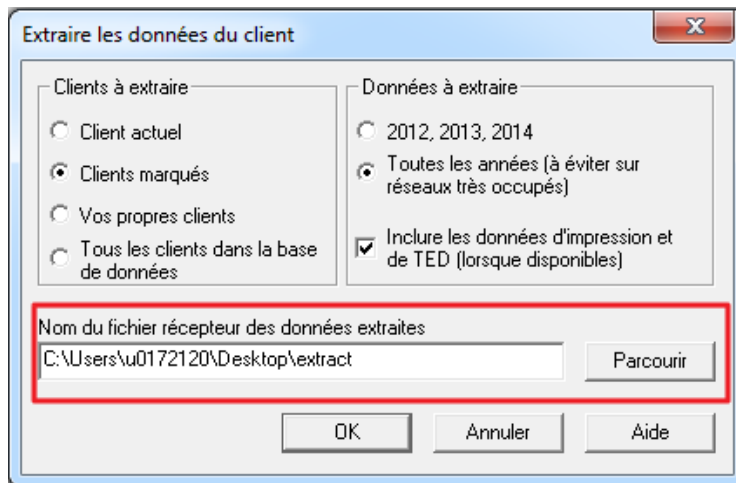 Extraire les données du client
Clients à extraire
Client actuel
Clients marqués
Vos propres clients
Tous les clients dans la base
de données
Données à extraire
2012, 2013, 2014
Toutes les années (à éviter sur
réseaux très occupés)
Inclure les données d'impression et
de TED (lorsque disponibles)
Nom du fichier récepteur des données extraites
C:\Users\u0172120\Desktop\extract
Parcourir
OK
Annuler
Aide